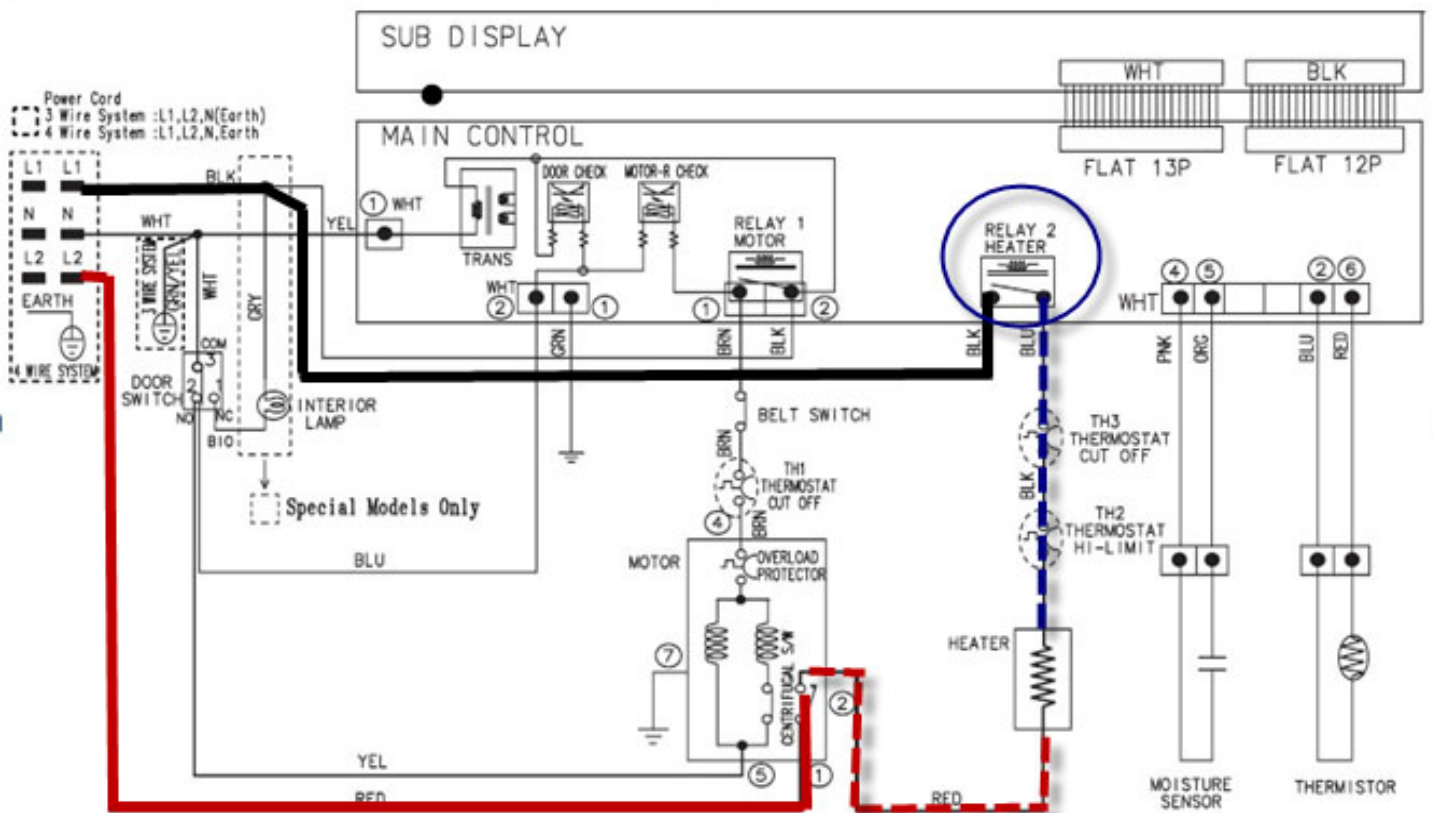 SUB DISPLAY
WHT
BLK
Power Cord
3 Wire System :L1,L2,N(Earth)
4 Wire System :L1,L2,N,Earth
MAIN CONTROL
FLAT 13P
FLAT 12P
L1 L1
BLK
DOOR CHECK
MOTOR-R CHECK
N N
WHT
YEL
1 WHT
RELAY 1
MOTOR
RELAY 2
HEATER
TRANS
L2 L2
3 WIRE SYSTEM
GRN/YEL
WHT
GRY
EARTH
4 WIRE SYSTEM
WHT
2
1
1
2
WHT
4
5
2
6
GRN
BRN
BLK
BLK
BLU
PNK
ORG
BLU
RED
COM
3
2
1
DOOR
SWITCH
NO
NC
BIO
INTERIOR
LAMP
BELT SWITCH
BRN
TH1
THERMOSTAT
CUT OFF
4
BRN
TH3
THERMOSTAT
CUT OFF
BLK
TH2
THERMOSTAT
HI-LIMIT
Special Models Only
BLU
MOTOR
OVERLOAD
PROTECTOR
7
CENTRIFUGAL S/W
2
HEATER
YEL
5
1
RED
RED
MOISTURE
SENSOR
THERMISTOR